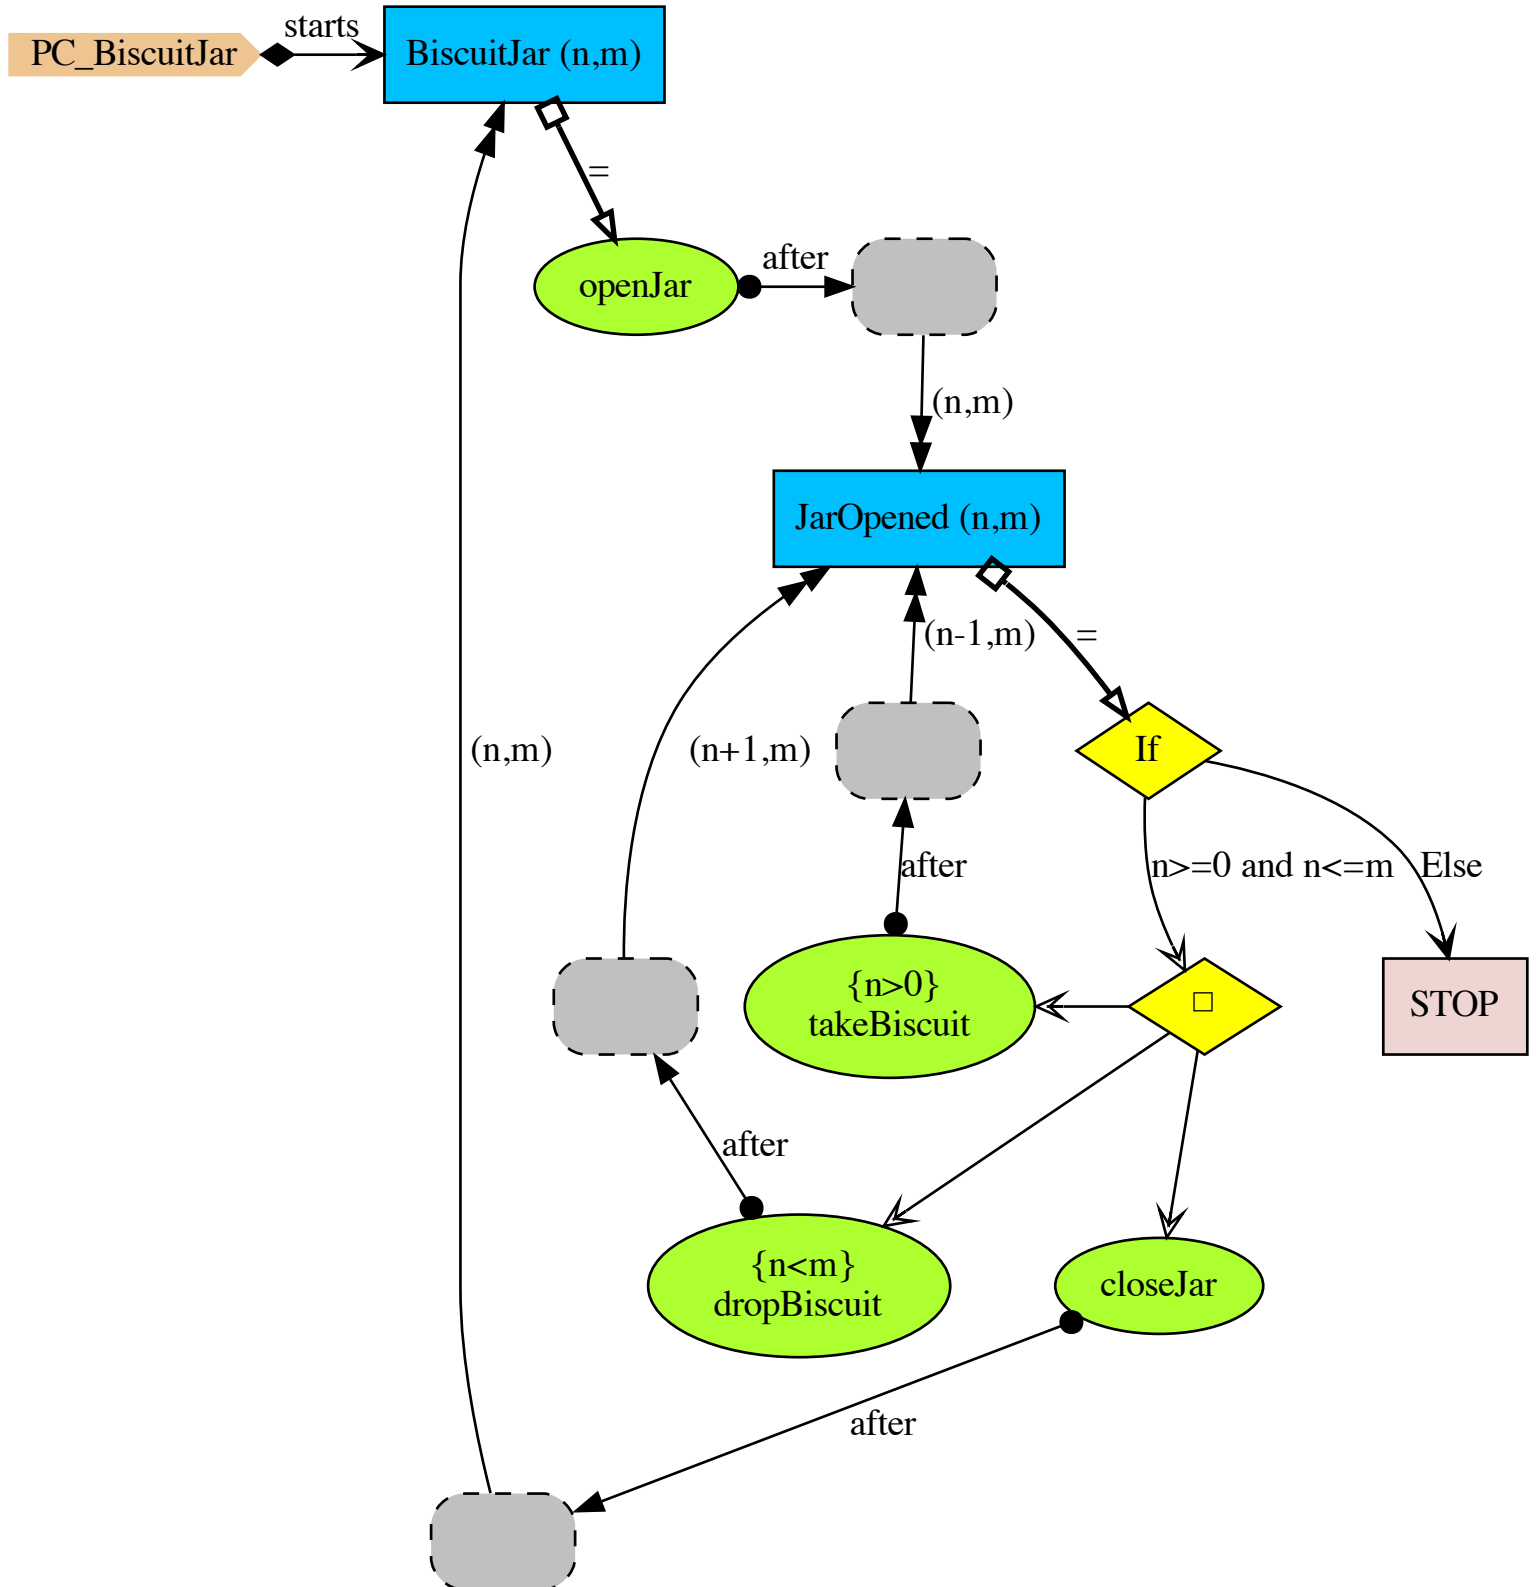 PC_BiscuitJar
starts
BiscuitJar (n,m)
=
openJar
after
(n,m)
JarOpened (n,m)
(n-1,m)
=
(n,m)
(n+1,m)
If
after
n>=0 and n<=m
Else
{n>0}
takeBiscuit
□
STOP
after
{n<m}
dropBiscuit
closeJar
after